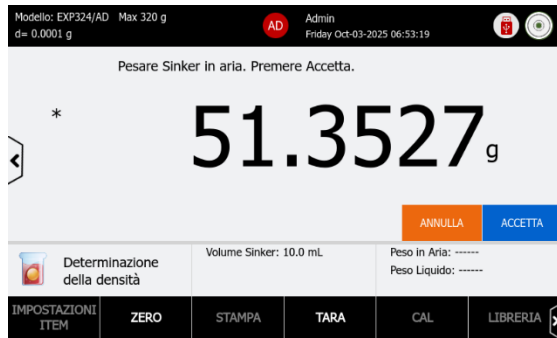 Modello: EXP324/AD Max 320 g
d= 0.0001 g
AD
Admin
Friday Oct-03-2025 06:53:19
Pesare Sinker in aria. Premere Accetta.
*
51.3527 g
ANNULLA
ACCETTA
Determinazione
della densità
Volume Sinker: 10.0 mL
Peso in Aria: ------
Peso Liquido: ------
IMPOSTAZIONI
ITEM
ZERO
STAMPA
TARA
CAL
LIBRERIA